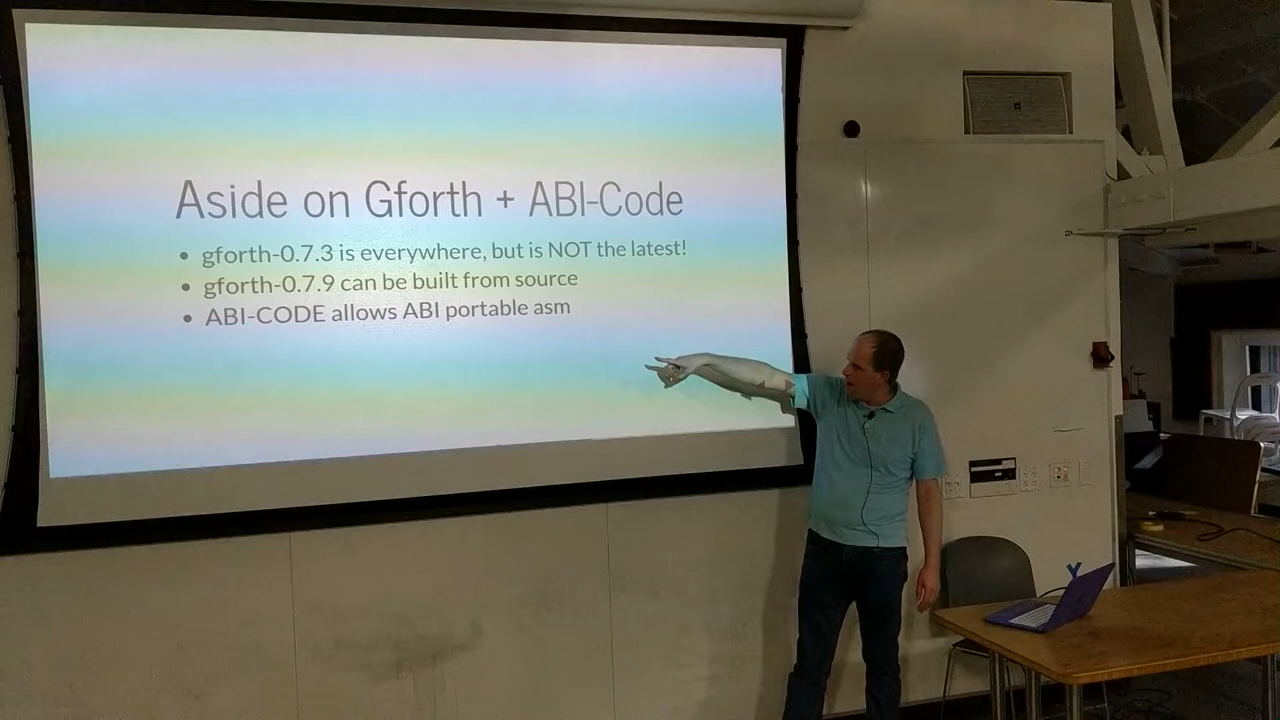 Aside on Gforth + ABI-Code
• gforth-0.7.3 is everywhere, but is NOT the latest!
• gforth-0.7.9 can be built from source
• ABI-CODE allows ABI portable asm